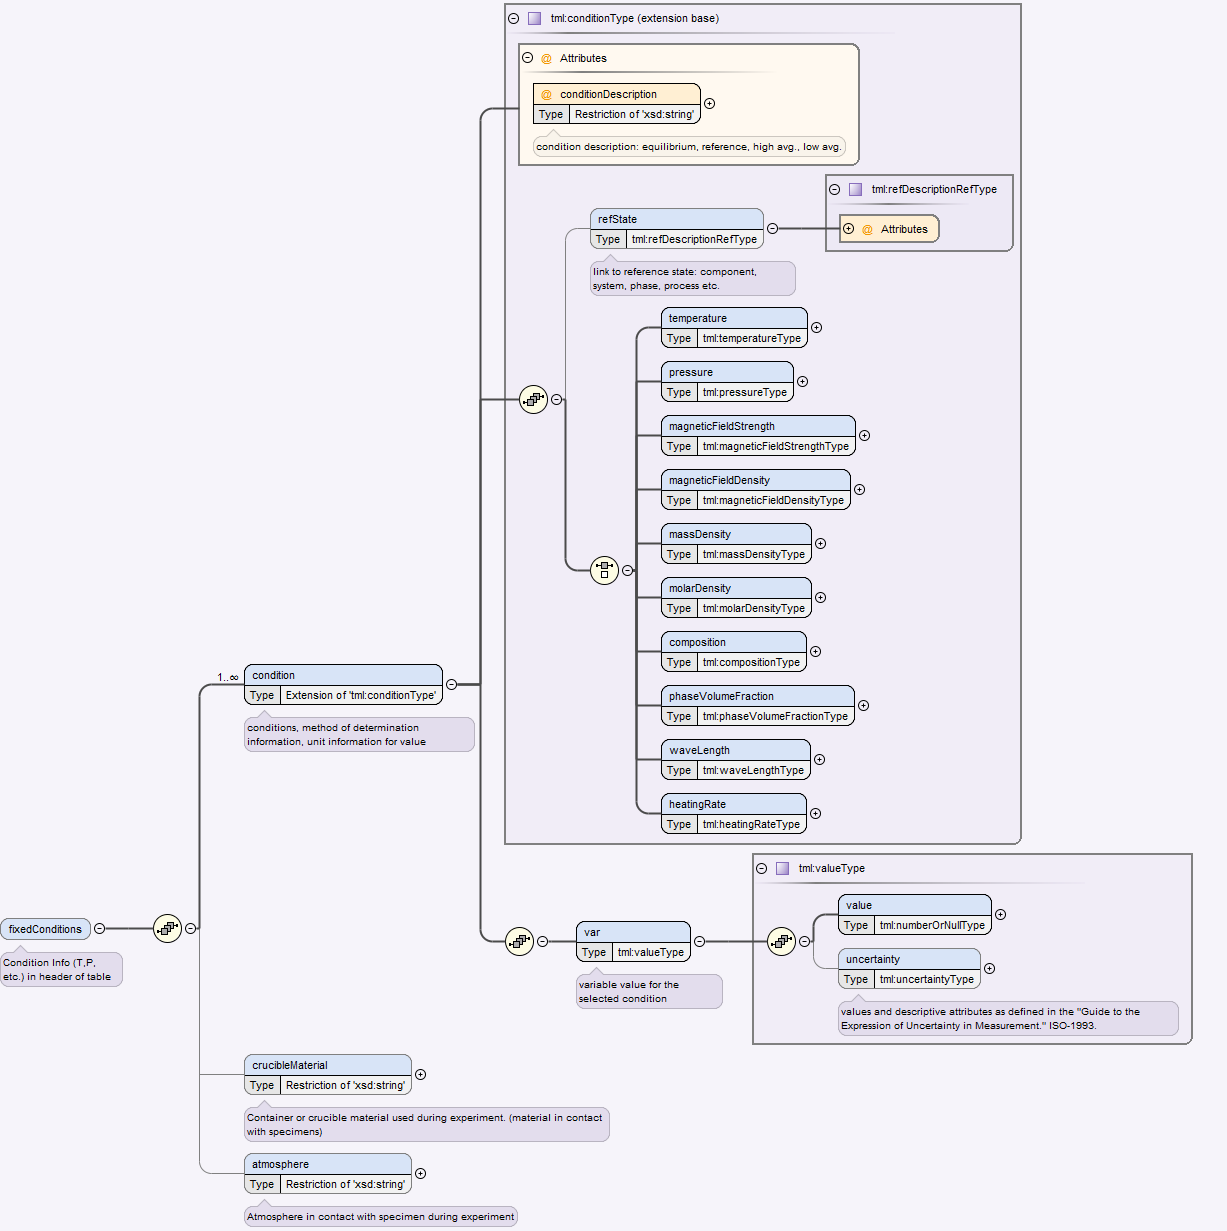 tml:conditionType (extension base)
@ Attributes
@ conditionDescription
Type Restriction of 'xsd:string'
condition description: equilibrium, reference, high avg., low avg.
tml:refDescriptionRefType
@ Attributes
refState
Type tml:refDescriptionRefType
link to reference state: component,
system, phase, process etc.
temperature
Type tml:temperatureType
pressure
Type tml:pressureType
magneticFieldStrength
Type tml:magneticFieldStrengthType
magneticFieldDensity
Type tml:magneticFieldDensityType
massDensity
Type tml:massDensityType
molarDensity
Type tml:molarDensityType
composition
Type tml:compositionType
phaseVolumeFraction
Type tml:phaseVolumeFractionType
waveLength
Type tml:waveLengthType
heatingRate
Type tml:heatingRateType
1..∞
condition
Type Extension of 'tml:conditionType'
conditions, method of determination
information, unit information for value
tml:valueType
value
Type tml:numberOrNullType
uncertainty
Type tml:uncertaintyType
values and descriptive attributes as defined in the "Guide to the
Expression of Uncertainty in Measurement." ISO-1993.
var
Type tml:valueType
variable value for the
selected condition
fixedConditions
Condition Info (T,P,
etc.) in header of table
crucibleMaterial
Type Restriction of 'xsd:string'
Container or crucible material used during experiment. (material in contact
with specimens)
atmosphere
Type Restriction of 'xsd:string'
Atmosphere in contact with specimen during experiment